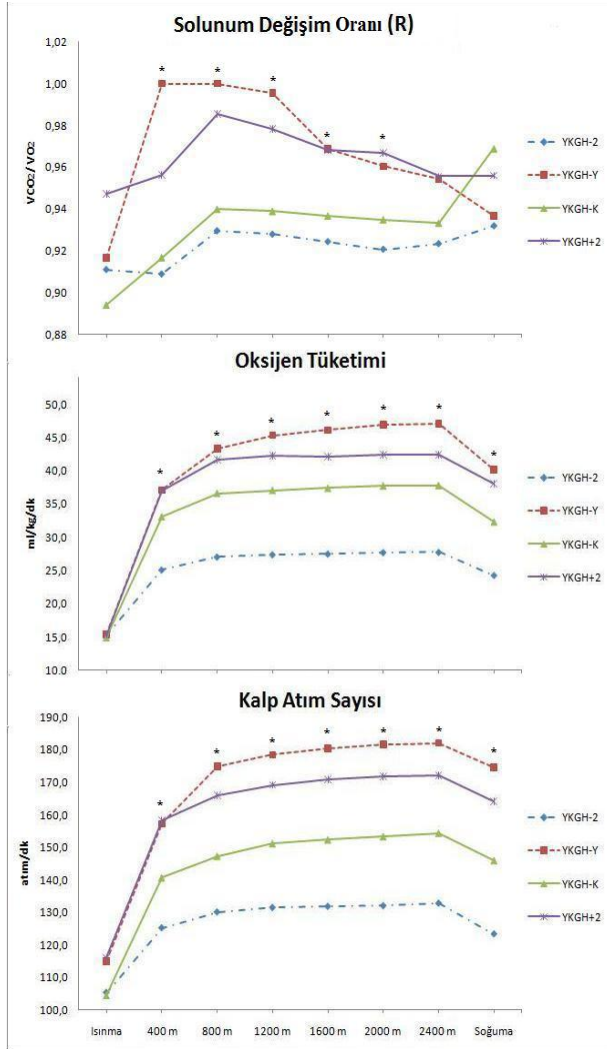 Solunum Değişim Oranı (R)
VCO₂/VO₂
1,02
1,00
0,98
0,96
0,94
0,92
0,90
0,88
* * * * *
YKGH-2
YKGH-Y
YKGH-K
YKGH+2
Oksijen Tüketimi
ml/kg/dk
50,0
45,0
40,0
35,0
30,0
25,0
20,0
15,0
10.0
* * * * * * *
YKGH-2
YKGH-Y
YKGH-K
YKGH+2
Kalp Atım Sayısı
atım/dk
190,0
180,0
170,0
160,0
150,0
140,0
130,0
120,0
110,0
100,0
* * * * * * *
YKGH-2
YKGH-Y
YKGH-K
YKGH+2
Isınma 400 m 800 m 1200 m 1600 m 2000 m 2400 m Soğuma